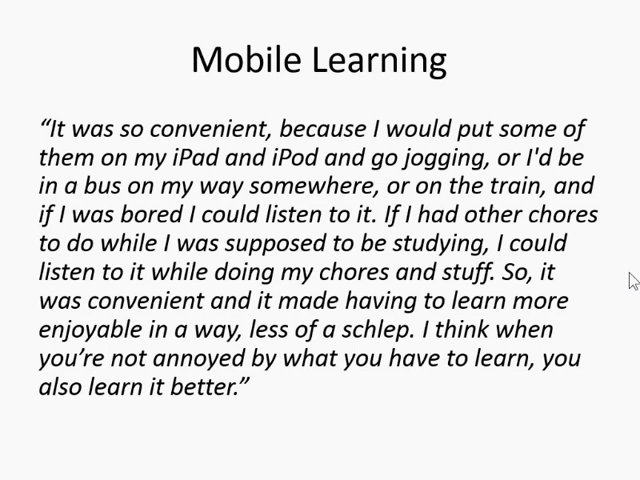 Mobile Learning
“It was so convenient, because I would put some of
them on my iPad and iPod and go jogging, or I'd be
in a bus on my way somewhere, or on the train, and
if I was bored I could listen to it. If I had other chores
to do while I was supposed to be studying, I could
listen to it while doing my chores and stuff. So, it
was convenient and it made having to learn more
enjoyable in a way, less of a schlep. I think when
you’re not annoyed by what you have to learn, you
also learn it better.”